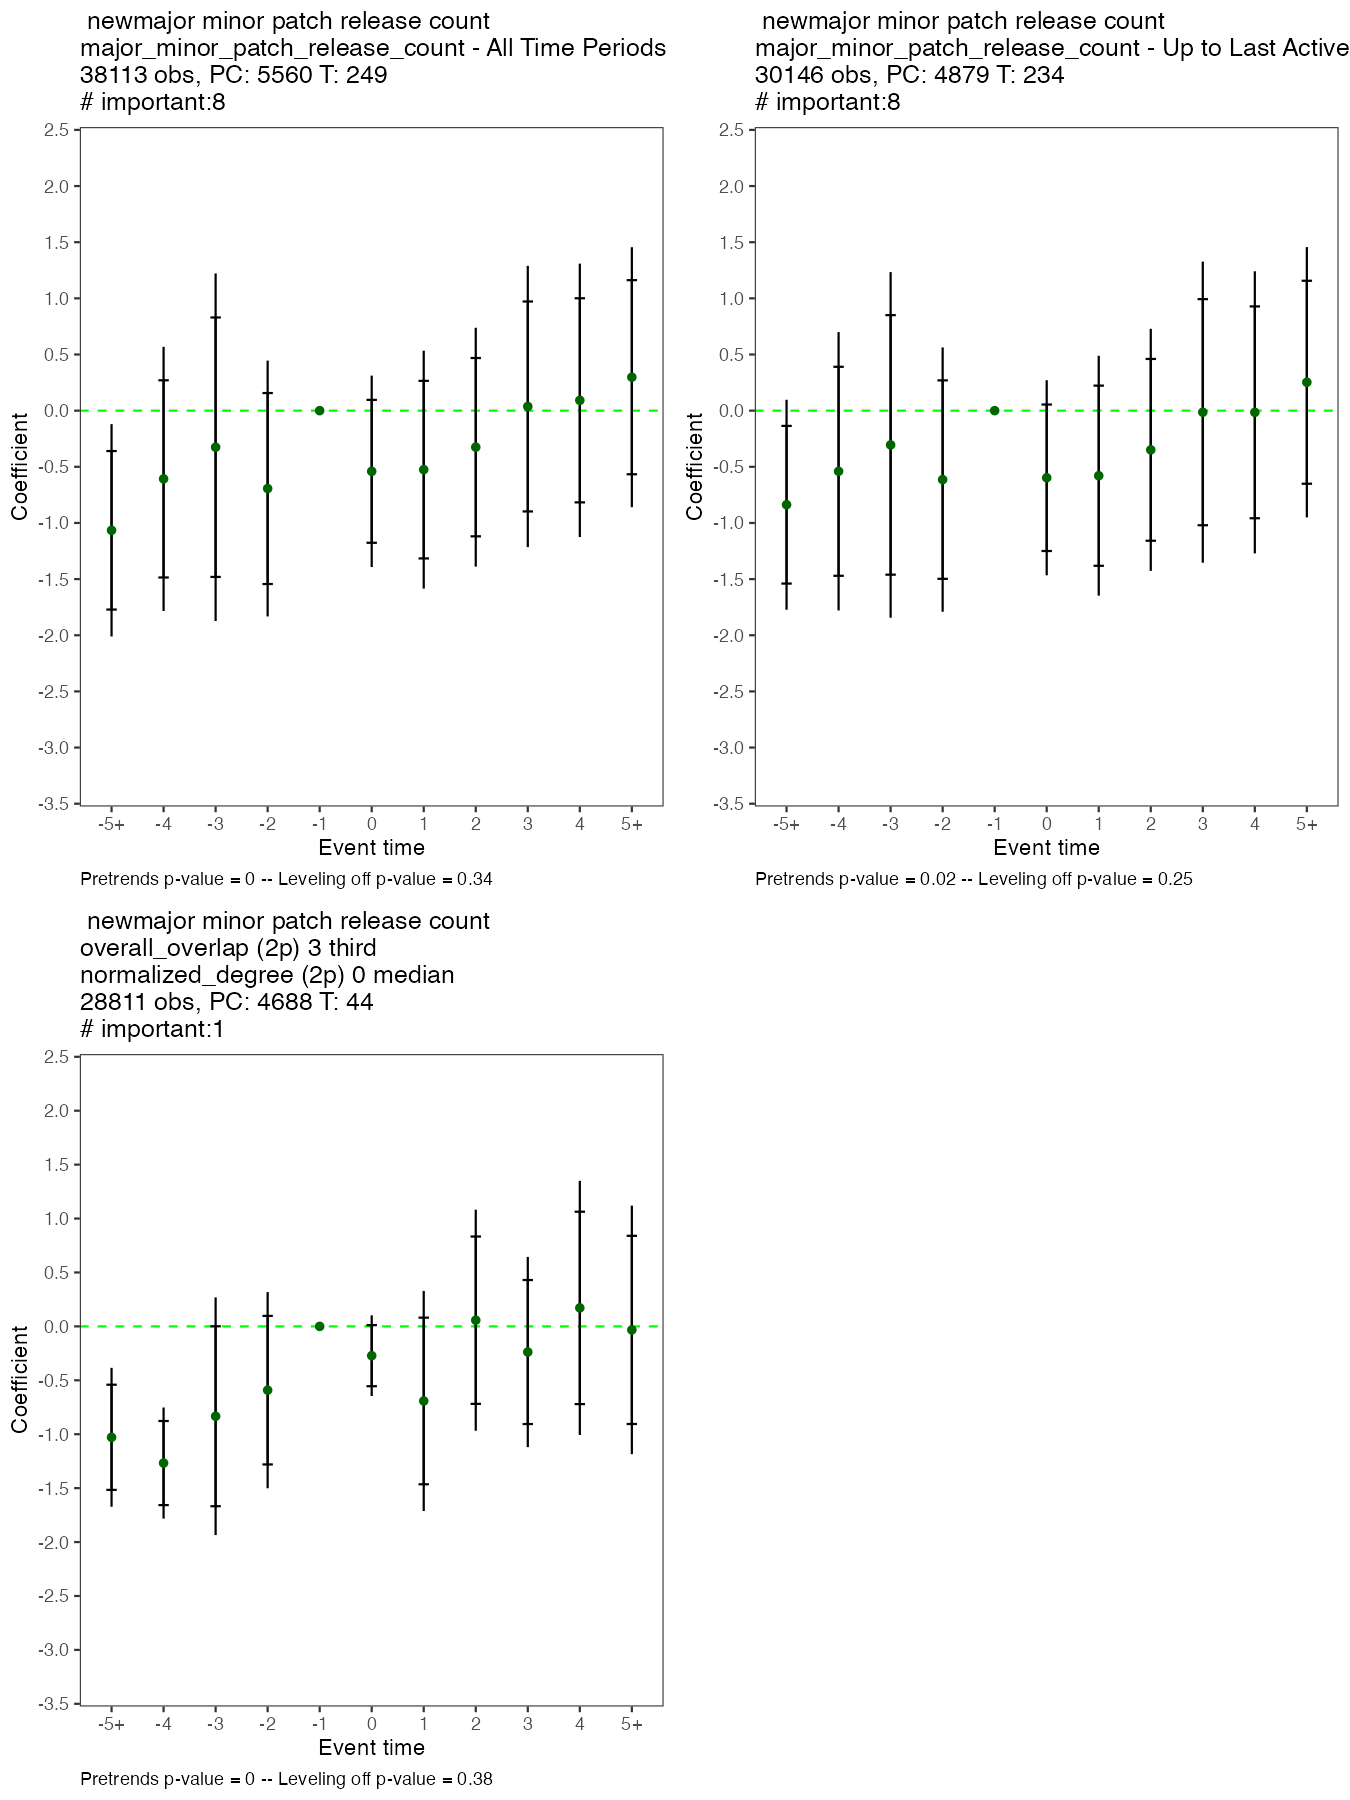 newmajor minor patch release count
major_minor_patch_release_count - All Time Periods
38113 obs, PC: 5560 T: 249
# important:8
2.5
2.0
1.5
1.0
0.5
0.0
-0.5
-1.0
-1.5
-2.0
-2.5
-3.0
-3.5
Coefficient
-5+ -4 -3 -2 -1 0 1 2 3 4 5+
Event time
Pretrends p-value = 0 -- Leveling off p-value = 0.34
newmajor minor patch release count
major_minor_patch_release_count - Up to Last Active
30146 obs, PC: 4879 T: 234
# important:8
2.5
2.0
1.5
1.0
0.5
0.0
-0.5
-1.0
-1.5
-2.0
-2.5
-3.0
-3.5
Coefficient
-5+ -4 -3 -2 -1 0 1 2 3 4 5+
Event time
Pretrends p-value = 0.02 -- Leveling off p-value = 0.25
newmajor minor patch release count
overall_overlap (2p) 3 third
normalized_degree (2p) 0 median
28811 obs, PC: 4688 T: 44
# important:1
2.5
2.0
1.5
1.0
0.5
0.0
-0.5
-1.0
-1.5
-2.0
-2.5
-3.0
-3.5
Coefficient
-5+ -4 -3 -2 -1 0 1 2 3 4 5+
Event time
Pretrends p-value = 0 -- Leveling off p-value = 0.38